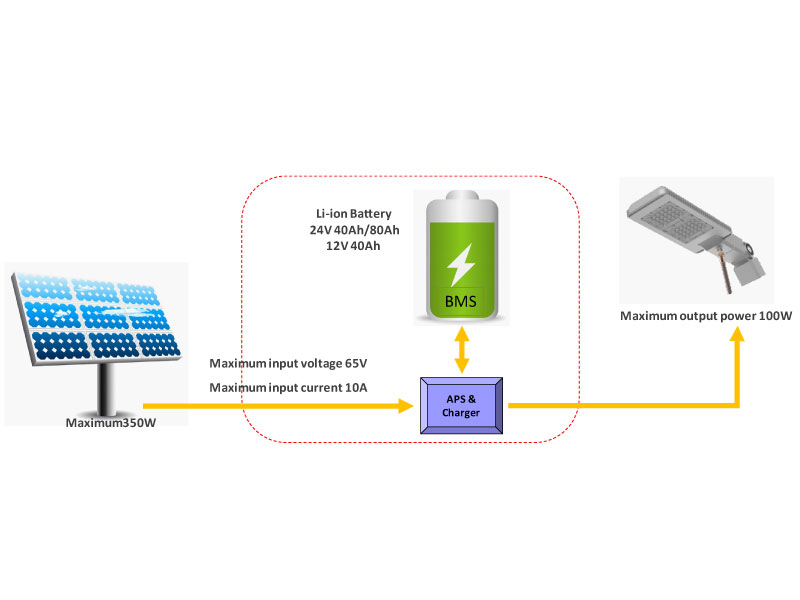 Li-ion Battery
24V 40Ah/80Ah
12V 40Ah
BMS
Maximum output power 100W
Maximum input voltage 65V
Maximum input current 10A
APS &
Charger
Maximum350W